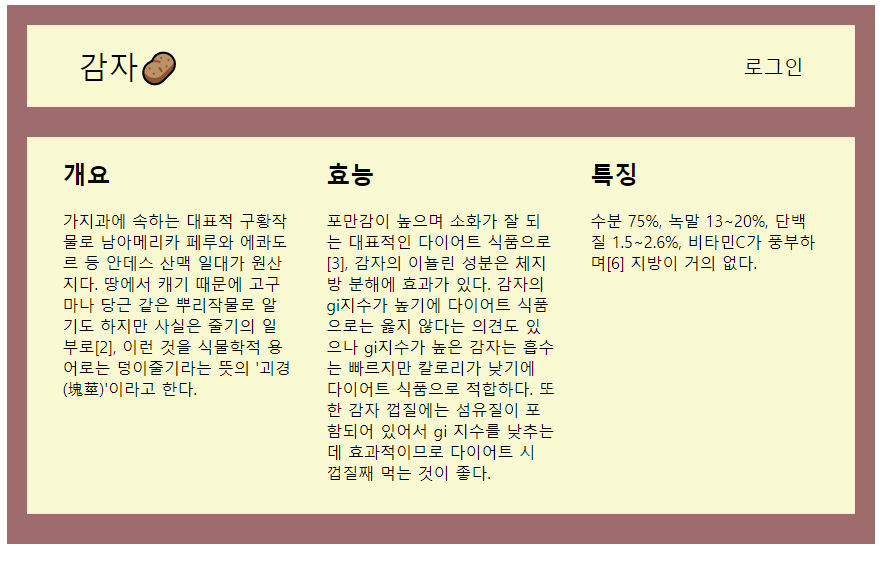 감자🥔
로그인
개요
가지과에 속하는 대표적 구황작
물로 남아메리카 페루와 에콰도
르 등 안데스 산맥 일대가 원산
지다. 땅에서 캐기 때문에 고구
마나 당근 같은 뿌리작물로 알
기도 하지만 사실은 줄기의 일
부로[2], 이런 것을 식물학적 용
어로는 덩이줄기라는 뜻의 '괴경
(塊莖)'이라고 한다.
효능
포만감이 높으며 소화가 잘 되
는 대표적인 다이어트 식품으로
[3], 감자의 이눌린 성분은 체지
방 분해에 효과가 있다. 감자의
gi지수가 높기에 다이어트 식품
으로는 옳지 않다는 의견도 있
으나 gi지수가 높은 감자는 흡수
는 빠르지만 칼로리가 낮기에
다이어트 식품으로 적합하다. 또
한 감자 껍질에는 섬유질이 포
함되어 있어서 gi 지수를 낮추는
데 효과적이므로 다이어트 시
껍질째 먹는 것이 좋다.
특징
수분 75%, 녹말 13~20%, 단백
질 1.5~2.6%, 비타민C가 풍부하
며[6] 지방이 거의 없다.